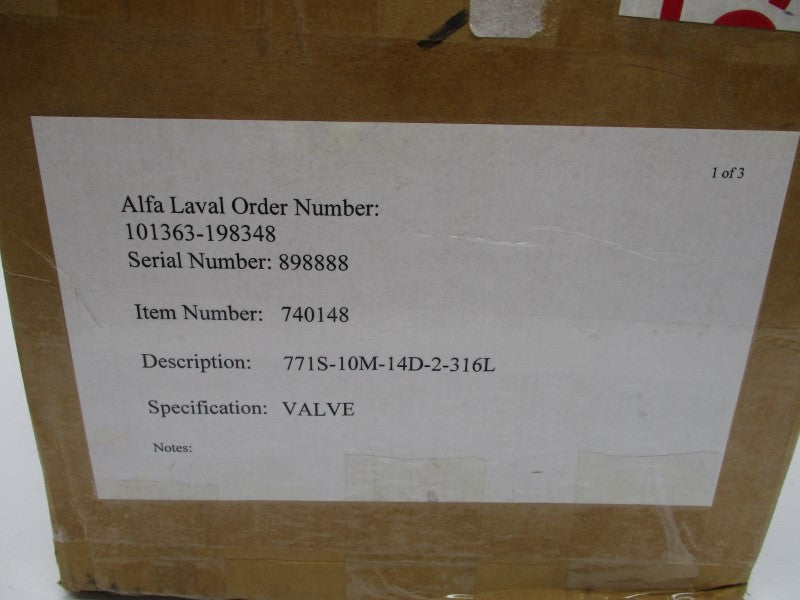 1 of 3
Alfa Laval Order Number:
101363-198348
Serial Number: 898888
Item Number: 740148
Description: 771S-10M-14D-2-316L
Specification: VALVE
Notes: